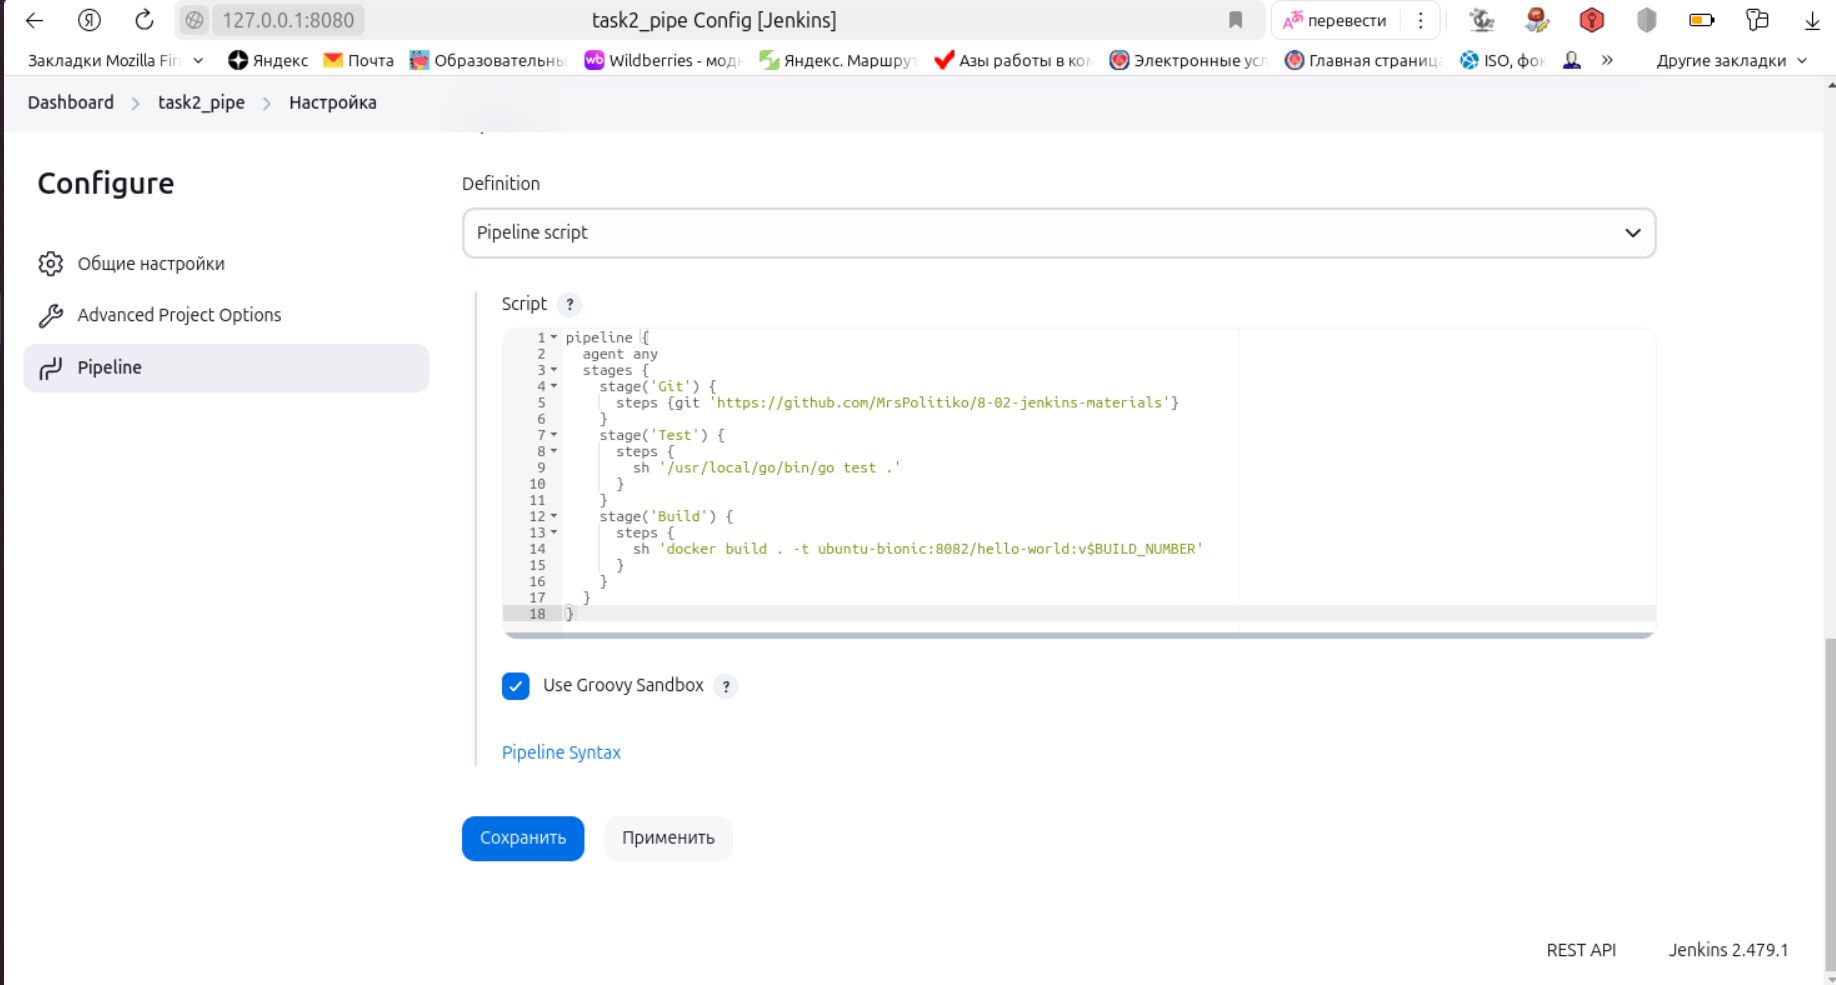 127.0.0.1:8080 task2_pipe Config [Jenkins] перевести
Закладки Mozilla Fir Яндекс Почта Образовательны Wildberries - мод Яндекс. Маршрут Азы работы в ко Электронные усл Главная страниц ISO, фо » Другие закладки
Dashboard task2_pipe Настройка
Configure
Общие настройки
Advanced Project Options
Pipeline
Definition
Pipeline script
Script ?
1 pipeline {
2 agent any
3 stages {
4 stage('Git') {
5 steps {git 'https://github.com/MrsPolitiko/8-02-jenkins-materials'}
6 }
7 stage('Test') {
8 steps {
9 sh '/usr/local/go/bin/go test .'
10 }
11 }
12 stage('Build') {
13 steps {
14 sh 'docker build . -t ubuntu-bionic:8082/hello-world:v$BUILD_NUMBER'
15 }
16 }
17 }
18 }
Use Groovy Sandbox ?
Pipeline Syntax
Сохранить Применить
REST API Jenkins 2.479.1